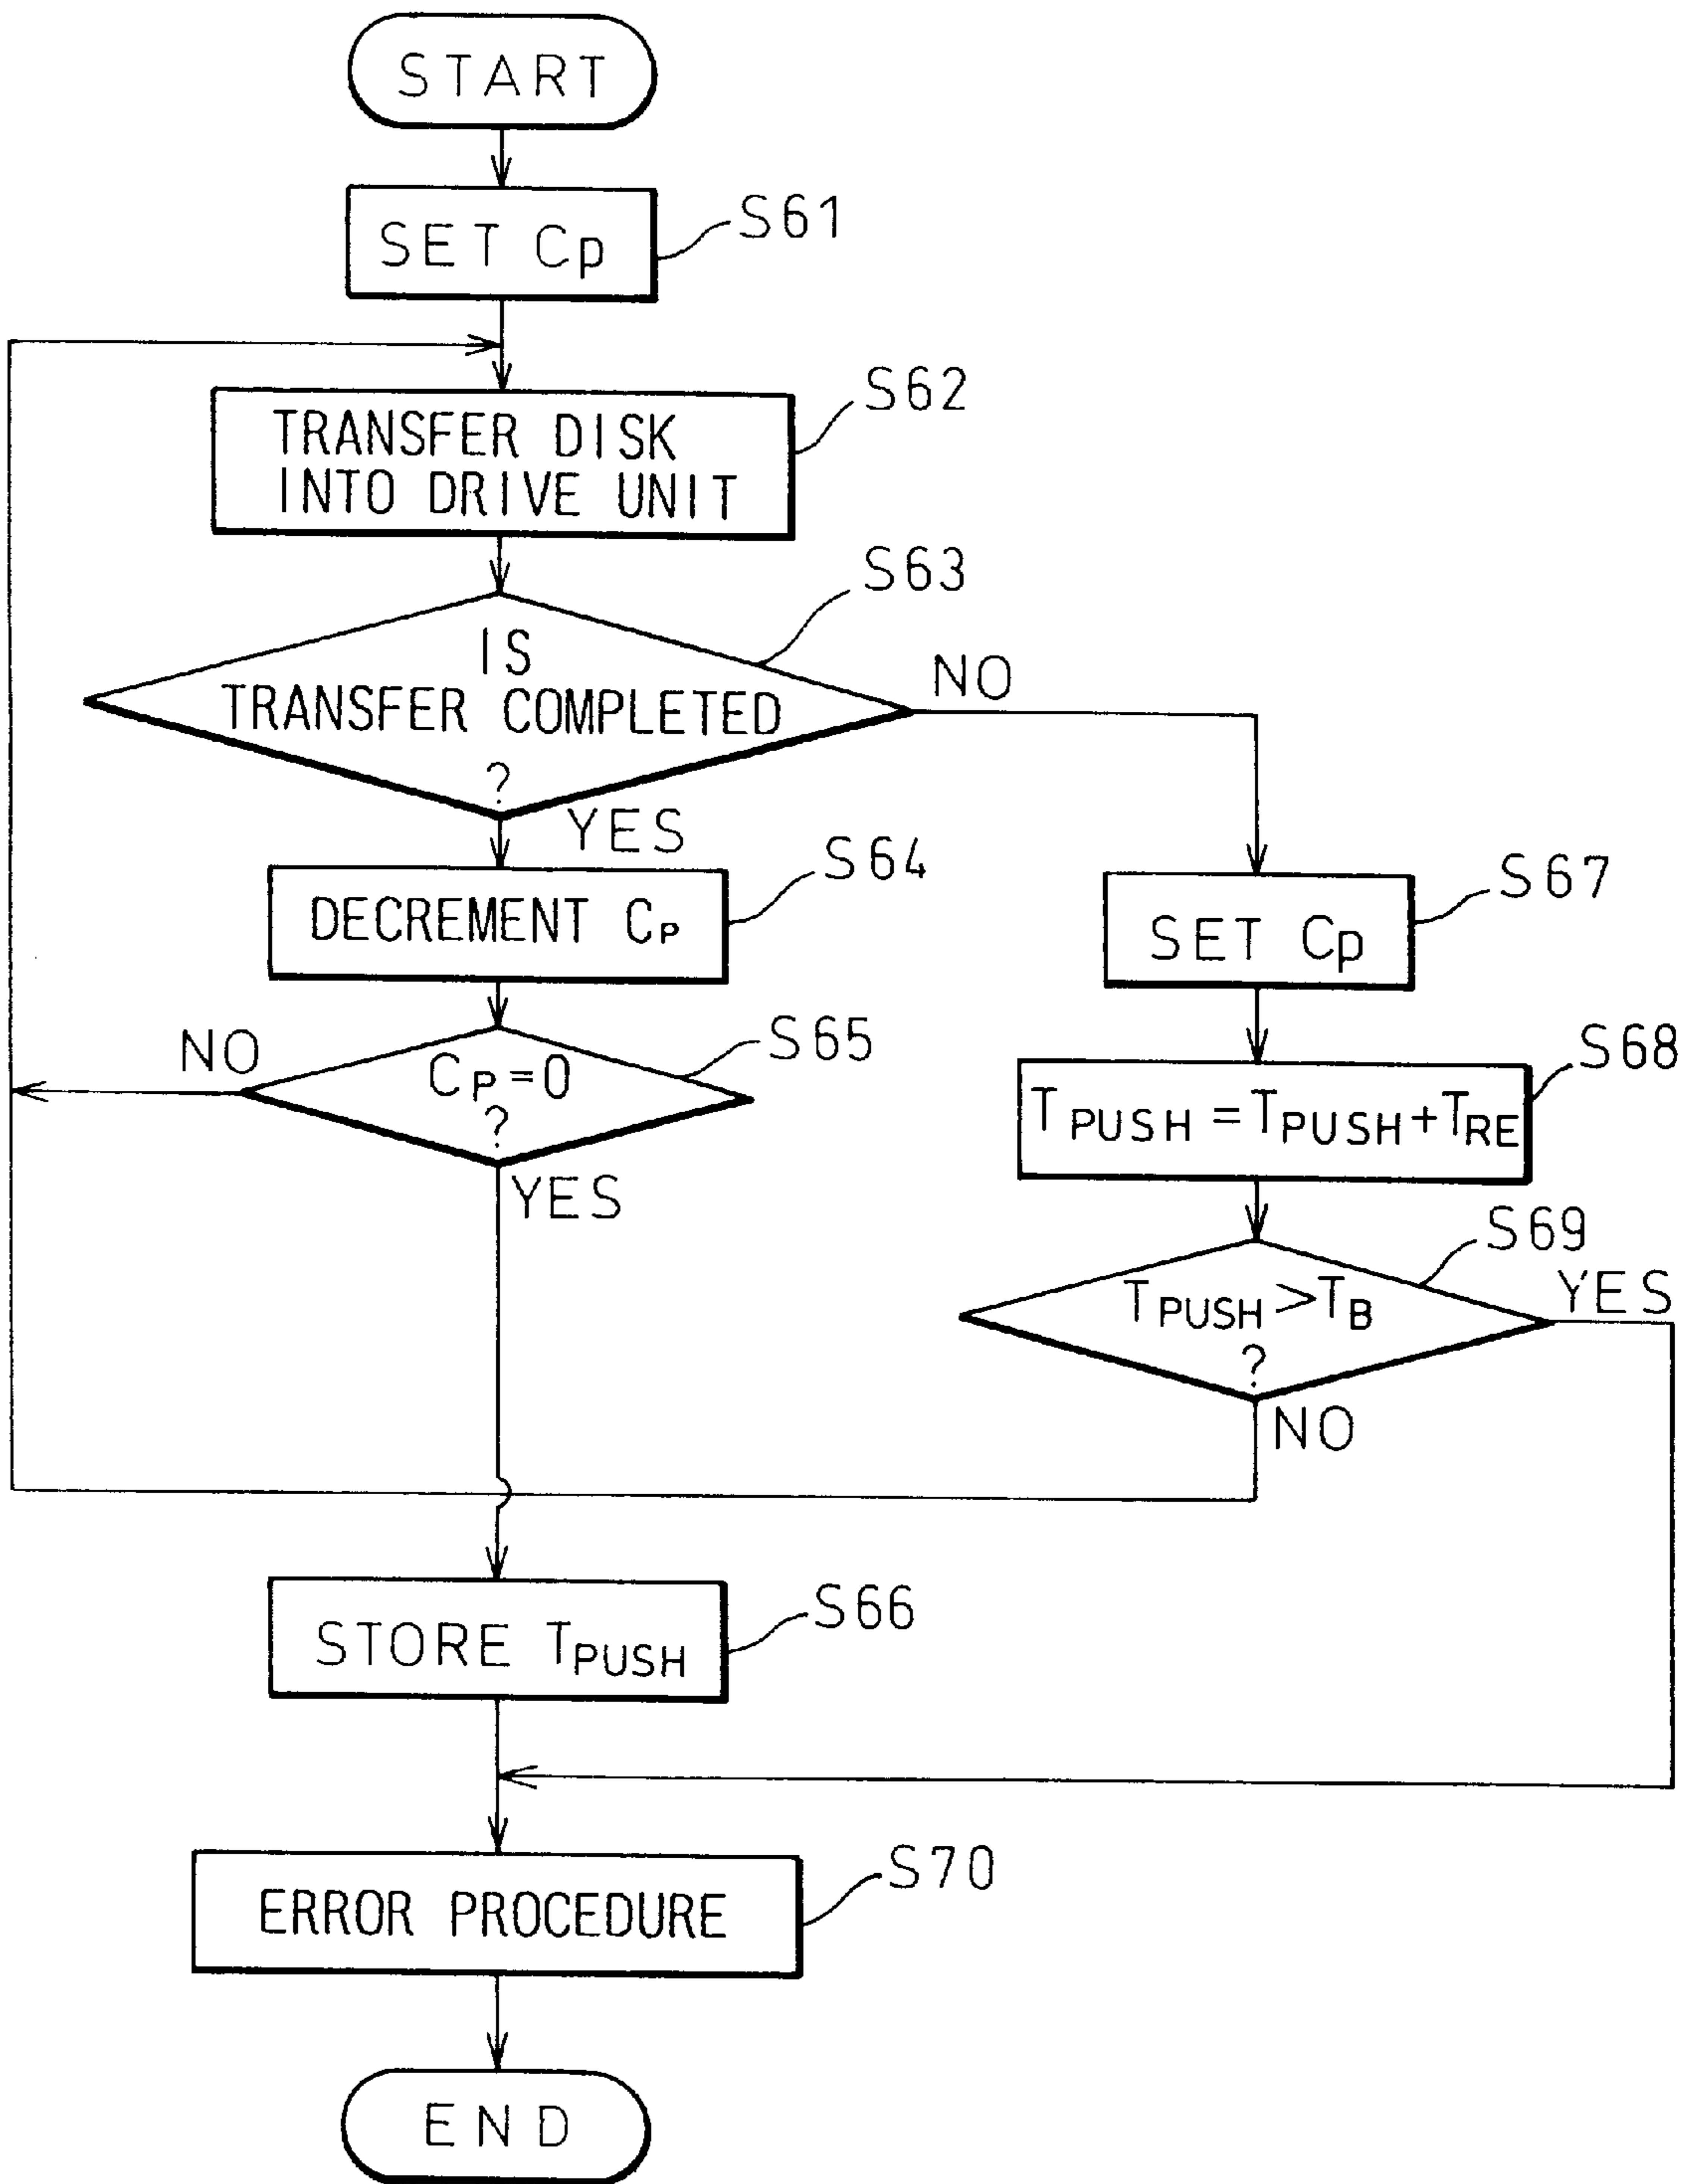 START
SET Cp
S61
TRANSFER DISK
INTO DRIVE UNIT
S62
IS
TRANSFER COMPLETED
?
S63
NO
YES
DECREMENT CP
S64
S67
SET Cp
CP=0
?
S65
NO
YES
S68
TPUSH=TPUSH+TRE
S69
TPUSH>TB
?
YES
NO
STORE TPUSH
S66
ERROR PROCEDURE
S70
END